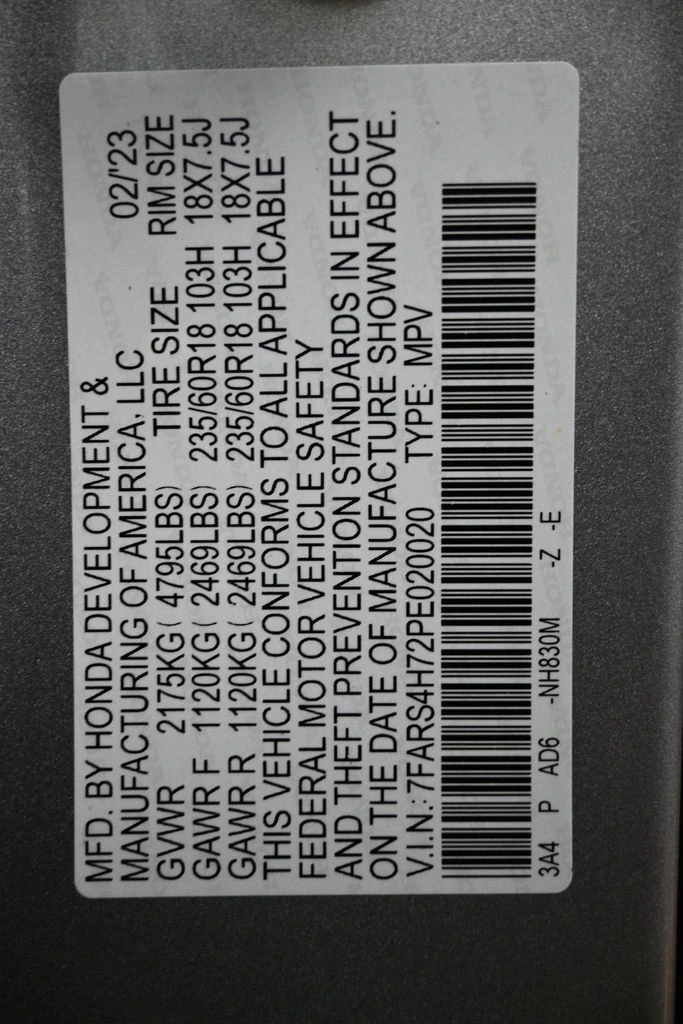 MFD. BY HONDA DEVELOPMENT &
MANUFACTURING OF AMERICA, LLC 02/'23
GVWR 2175KG( 4795LBS) TIRE SIZE RIM SIZE
GAWR F 1120KG( 2469LBS) 235/60R18 103H 18X7.5J
GAWR R 1120KG( 2469LBS) 235/60R18 103H 18X7.5J
THIS VEHICLE CONFORMS TO ALL APPLICABLE
FEDERAL MOTOR VEHICLE SAFETY
AND THEFT PREVENTION STANDARDS IN EFFECT
ON THE DATE OF MANUFACTURE SHOWN ABOVE.
V.I.N.: 7FARS4H72PE020020 TYPE: MPV
3A4 P AD6 -NH830M -Z -E